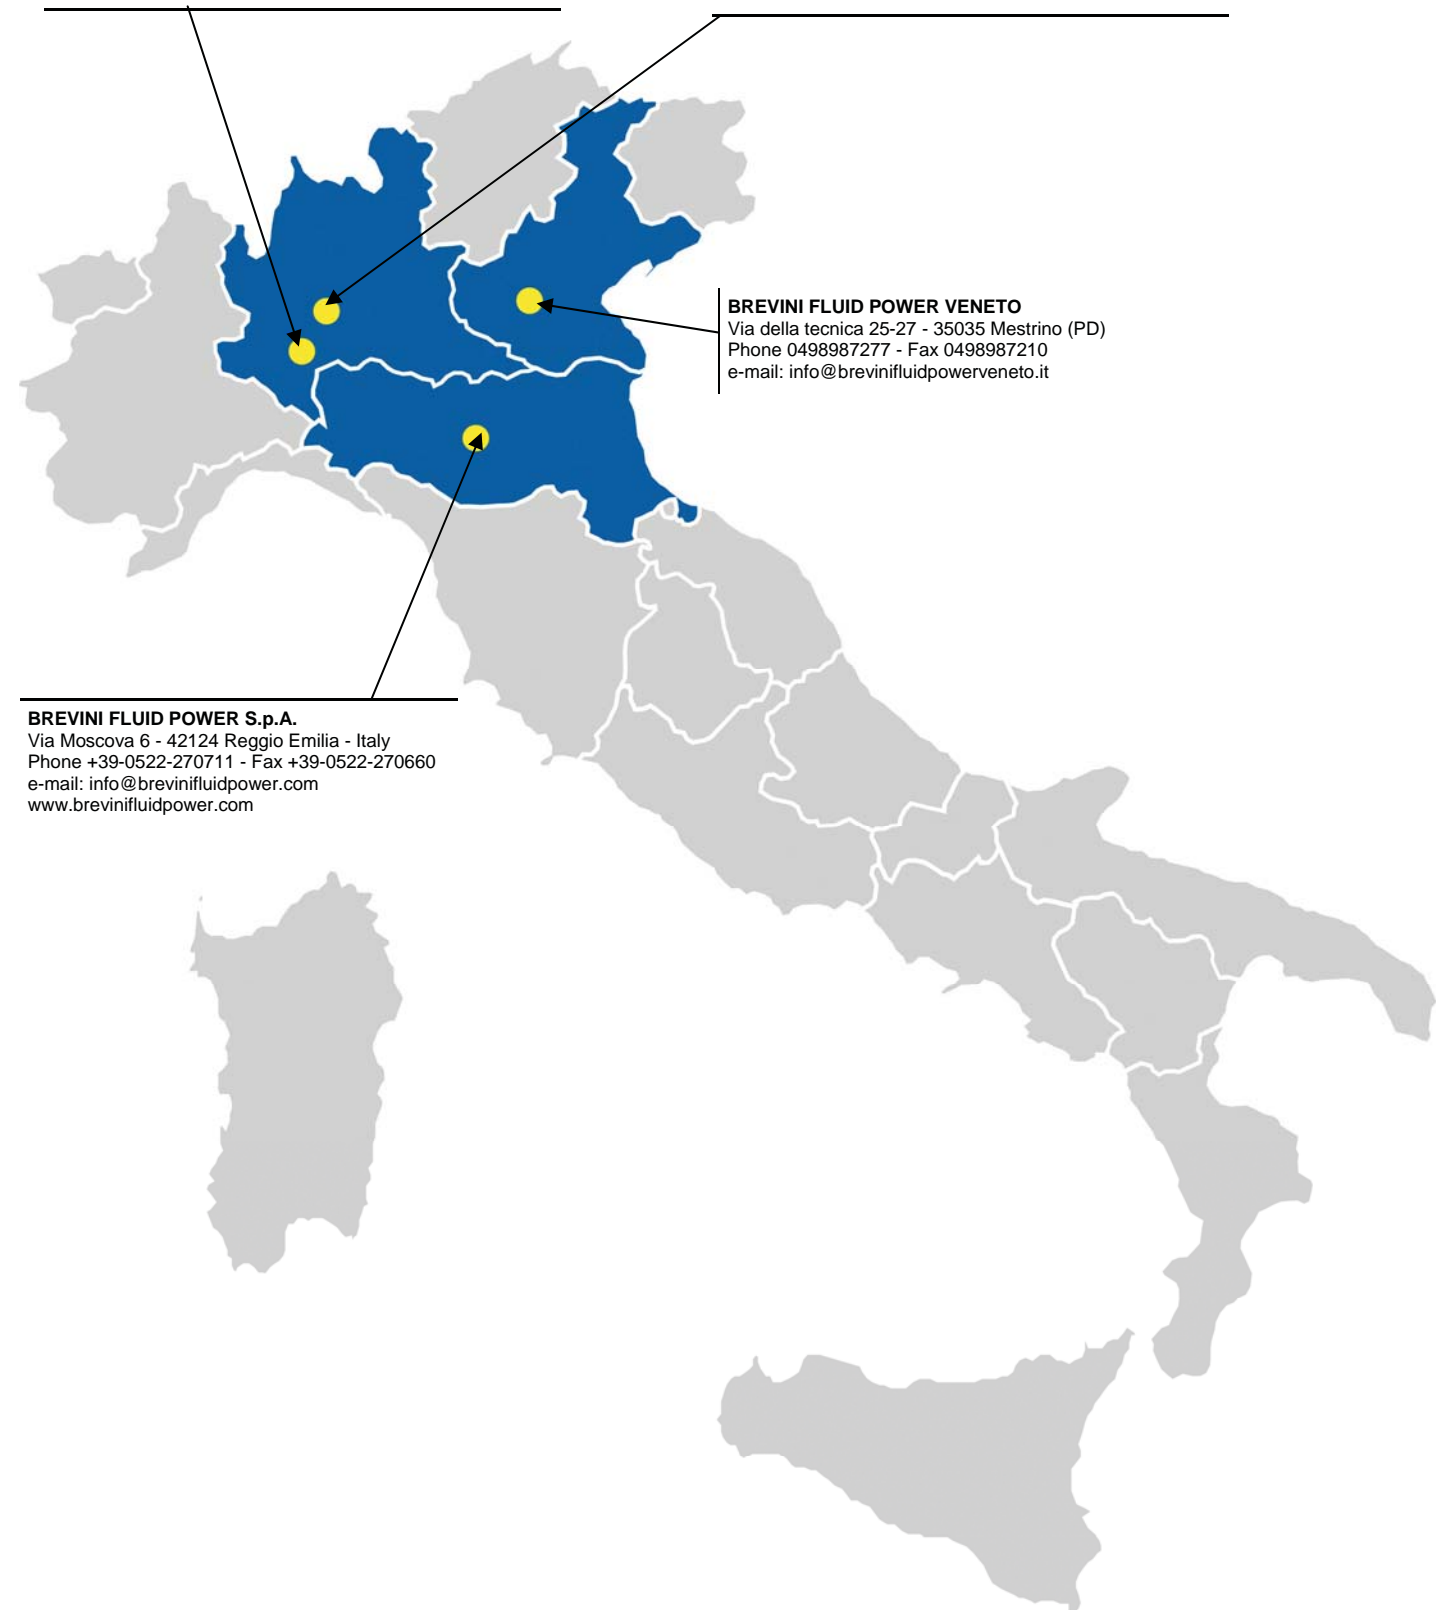 BREVINI FLUID POWER VENETO
Via della tecnica 25-27 - 35035 Mestrino (PD)
Phone 0498987277 - Fax 0498987210
e-mail: info@brevinifluidpowerveneto.it
BREVINI FLUID POWER S.p.A.
Via Moscova 6 - 42124 Reggio Emilia - Italy
Phone +39-0522-270711 - Fax +39-0522-270660
e-mail: info@brevinifluidpower.com
www.brevinifluidpower.com